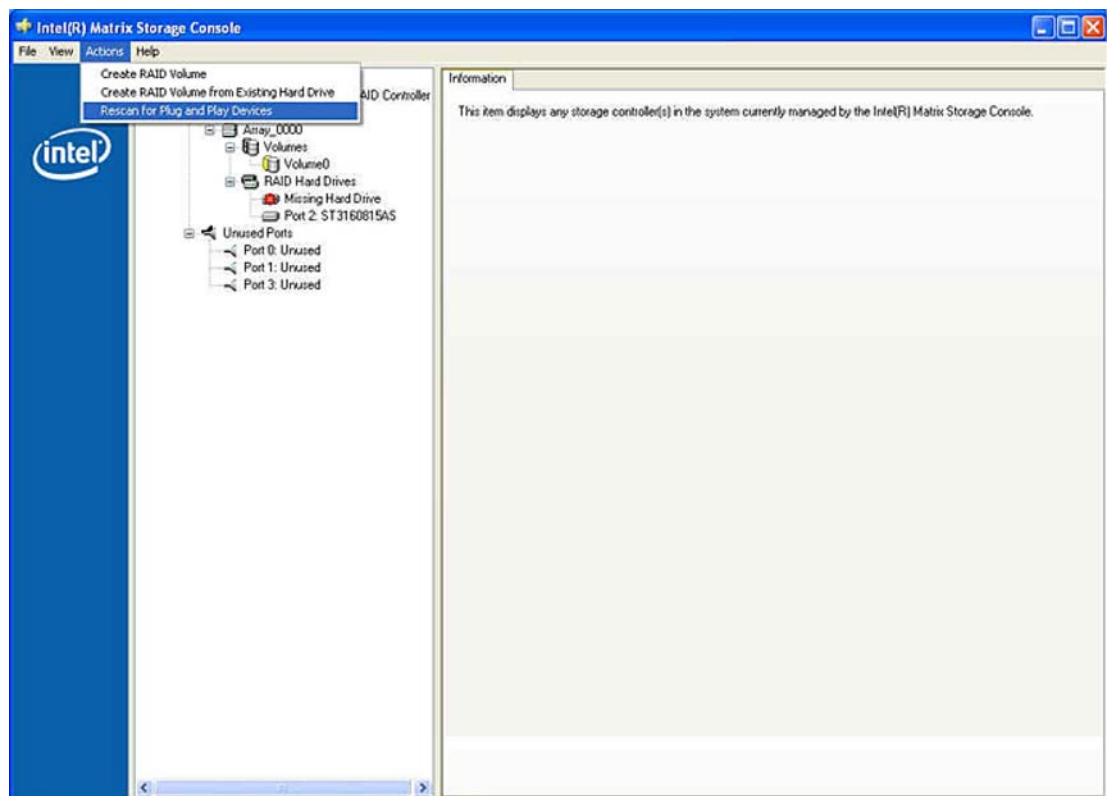 Intel(R) Matrix Storage Console
File View Actions Help
Create RAID Volume
Create RAID Volume from Existing Hard Drive
Rescan for Plug and Play Devices
AID Controller
Array_0000
Volumes
Volume0
RAID Hard Drives
Missing Hard Drive
Port 2: ST3160815AS
Unused Ports
Port 0: Unused
Port 1: Unused
Port 3: Unused
intel
Information
This item displays any storage controller(s) in the system currently managed by the Intel(R) Matrix Storage Console.